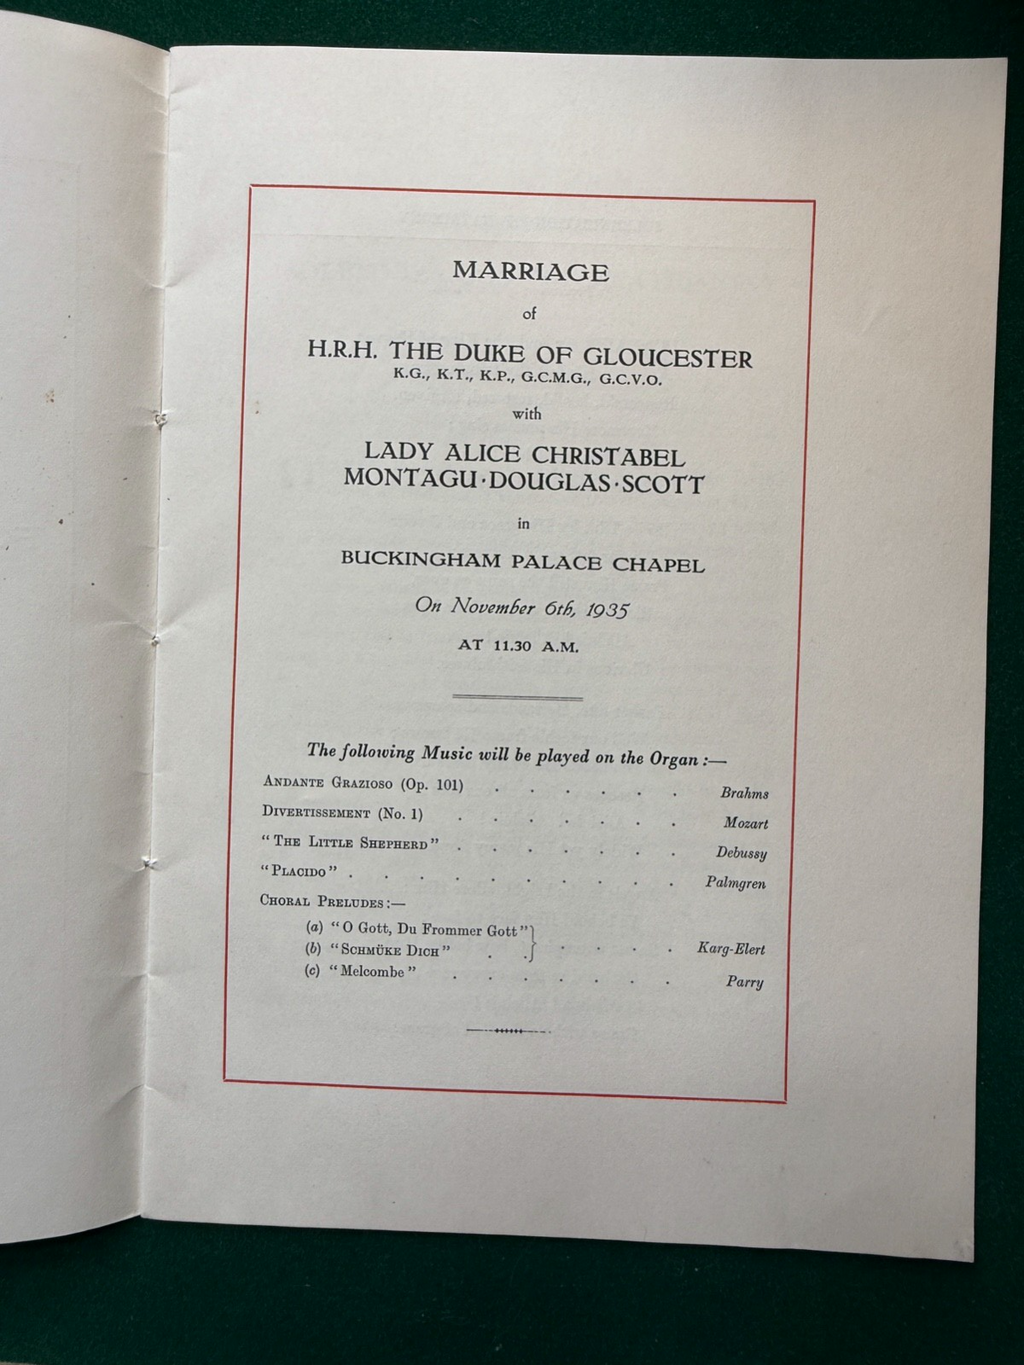 MARRIAGE
of
H.R.H. THE DUKE OF GLOUCESTER
K.G., K.T., K.P., G.C.M.G., G.C.V.O.
with
LADY ALICE CHRISTABEL
MONTAGU·DOUGLAS·SCOTT
in
BUCKINGHAM PALACE CHAPEL
On November 6th, 1935
AT 11.30 A.M.
The following Music will be played on the Organ:—
ANDANTE GRAZIOSO (Op. 101) . . . . . . Brahms
DIVERTISSEMENT (No. 1) . . . . . . . Mozart
"THE LITTLE SHEPHERD" . . . . . . . Debussy
"PLACIDO" . . . . . . . . . . Palmgren
CHORAL PRELUDES:—
(a) "O Gott, Du Frommer Gott"
(b) "SCHMÜKE DICH" . . . . . . Karg-Elert
(c) "Melcombe" . . . . . . . Parry